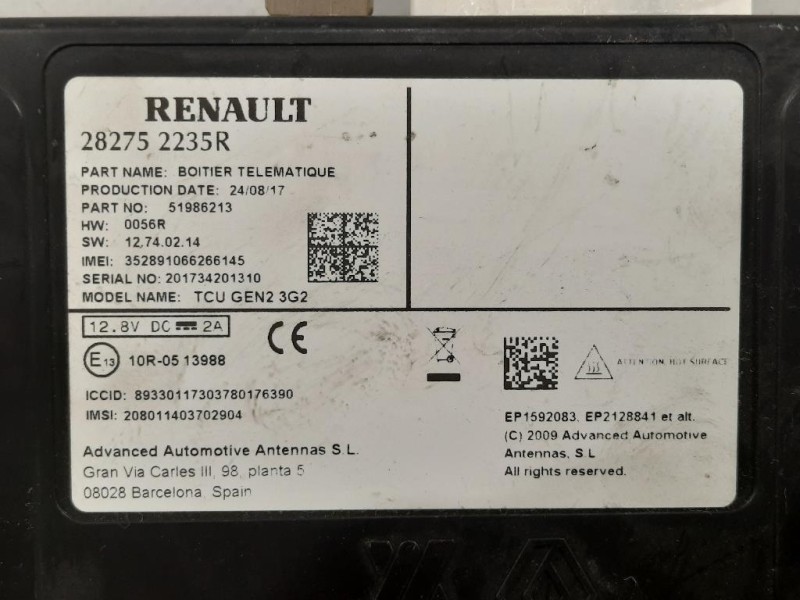 RENAULT
28275 2235R
PART NAME: BOITIER TELEMATIQUE
PRODUCTION DATE: 24/08/17
PART NO: 51986213
HW: 0056R
SW: 12.74.02.14
IMEI: 352891066266145
SERIAL NO: 201734201310
MODEL NAME: TCU GEN2 3G2
12.8V DC 2A
CE
E13 10R-05 13988
ATTENTION, HOT SURFACE
ICCID: 89330117303780176390
IMSI: 208011403702904
Advanced Automotive Antennas S.L.
Gran Via Carles III, 98, planta 5
08028 Barcelona, Spain
EP1592083, EP2128841 et alt.
(C) 2009 Advanced Automotive
Antennas, S.L
All rights reserved.